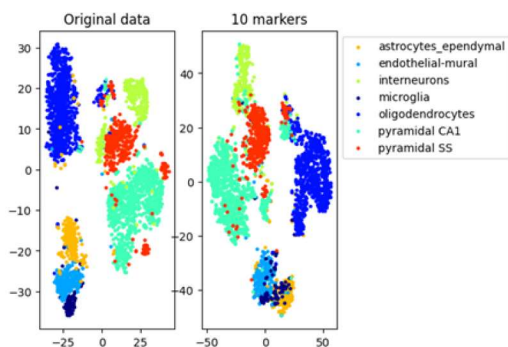 Original data
10 markers
30
20
10
0
−10
−20
−30
−25
0
25
40
20
0
−20
−40
−50
0
50
astrocytes_ependymal
endothelial-mural
interneurons
microglia
oligodendrocytes
pyramidal CA1
pyramidal SS